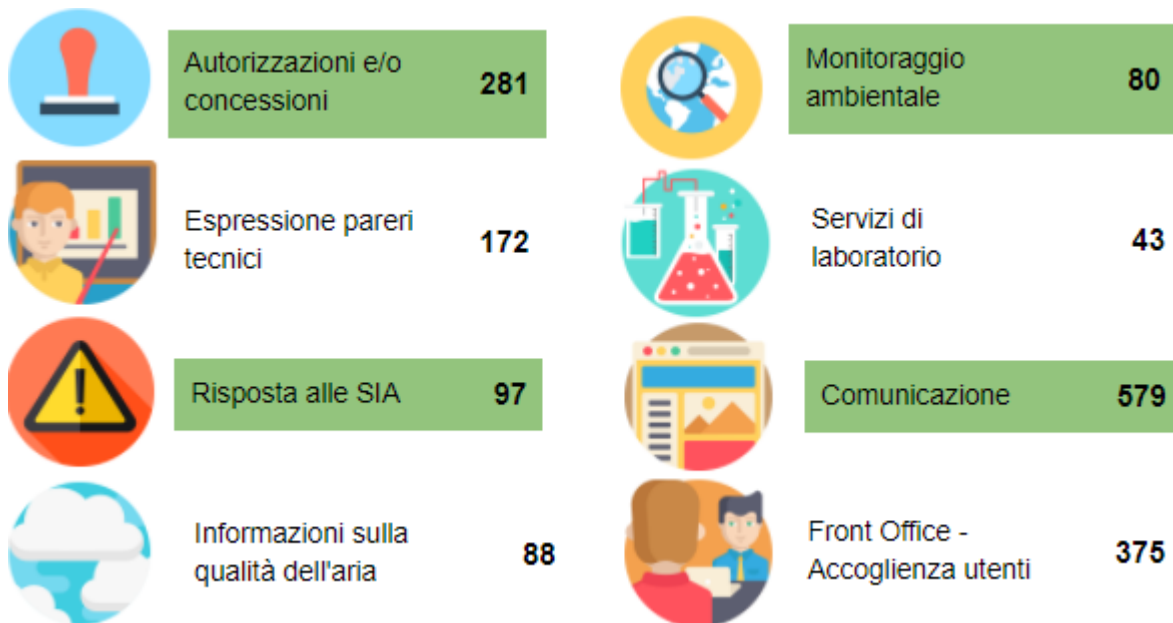 Autorizzazioni e/o
concessioni
281
Espressione pareri
tecnici
172
Risposta alle SIA
97
Informazioni sulla
qualità dell'aria
88
Monitoraggio
ambientale
80
Servizi di
laboratorio
43
Comunicazione
579
Front Office -
Accoglienza utenti
375